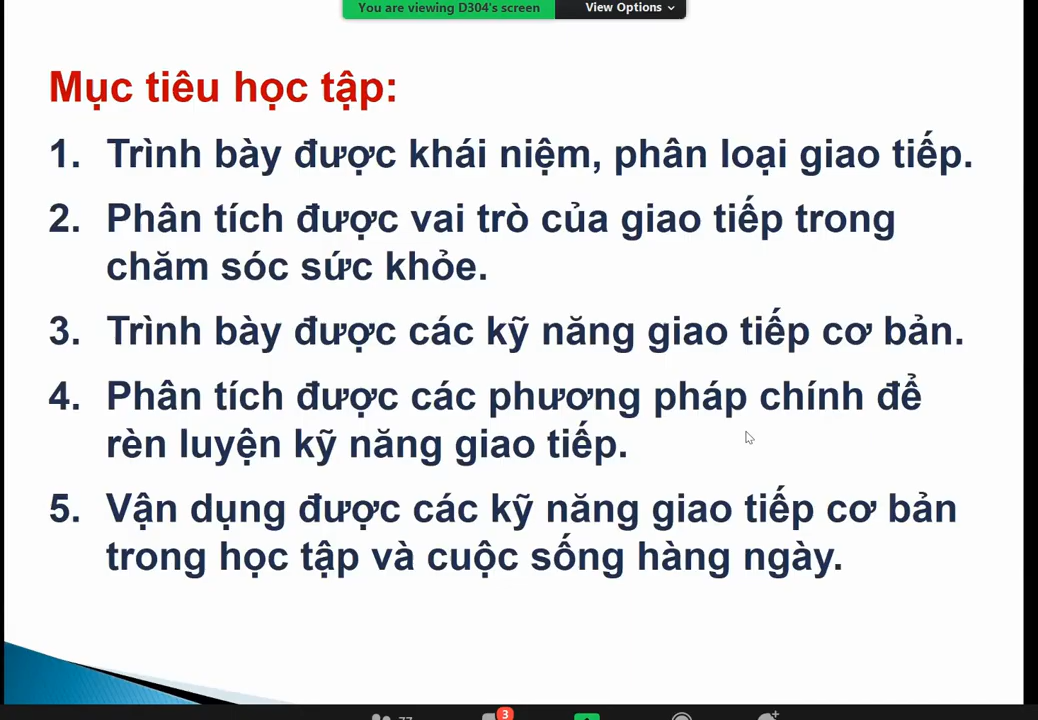 You are viewing D304's screen
View Options
Mục tiêu học tập:
1. Trình bày được khái niệm, phân loại giao tiếp.
2. Phân tích được vai trò của giao tiếp trong
chăm sóc sức khỏe.
3. Trình bày được các kỹ năng giao tiếp cơ bản.
4. Phân tích được các phương pháp chính để
rèn luyện kỹ năng giao tiếp.
5. Vận dụng được các kỹ năng giao tiếp cơ bản
trong học tập và cuộc sống hàng ngày.
3